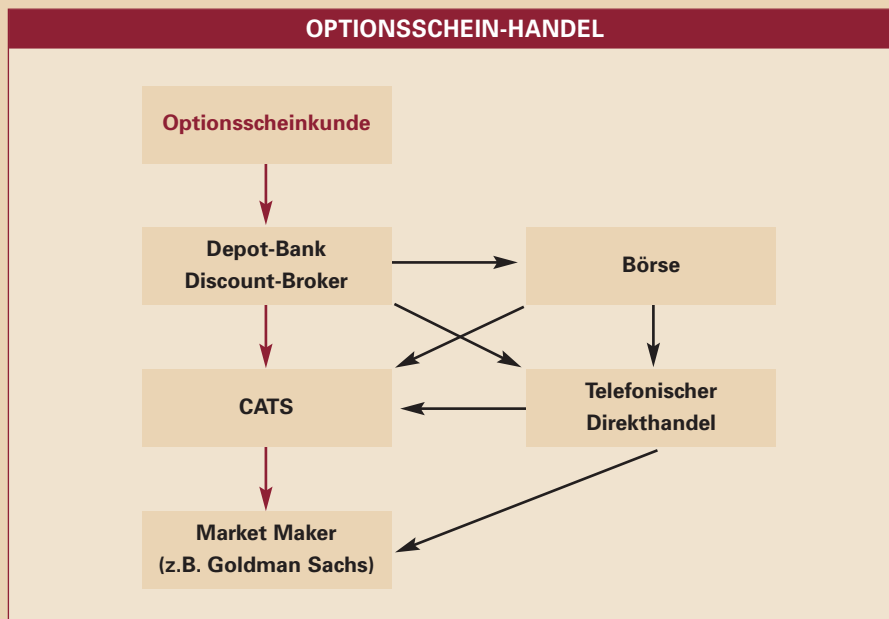 OPTIONSSCHEIN-HANDEL
Optionsscheinkunde
Depot-Bank
Discount-Broker
Börse
CATS
Telefonischer
Direkthandel
Market Maker
(z.B. Goldman Sachs)